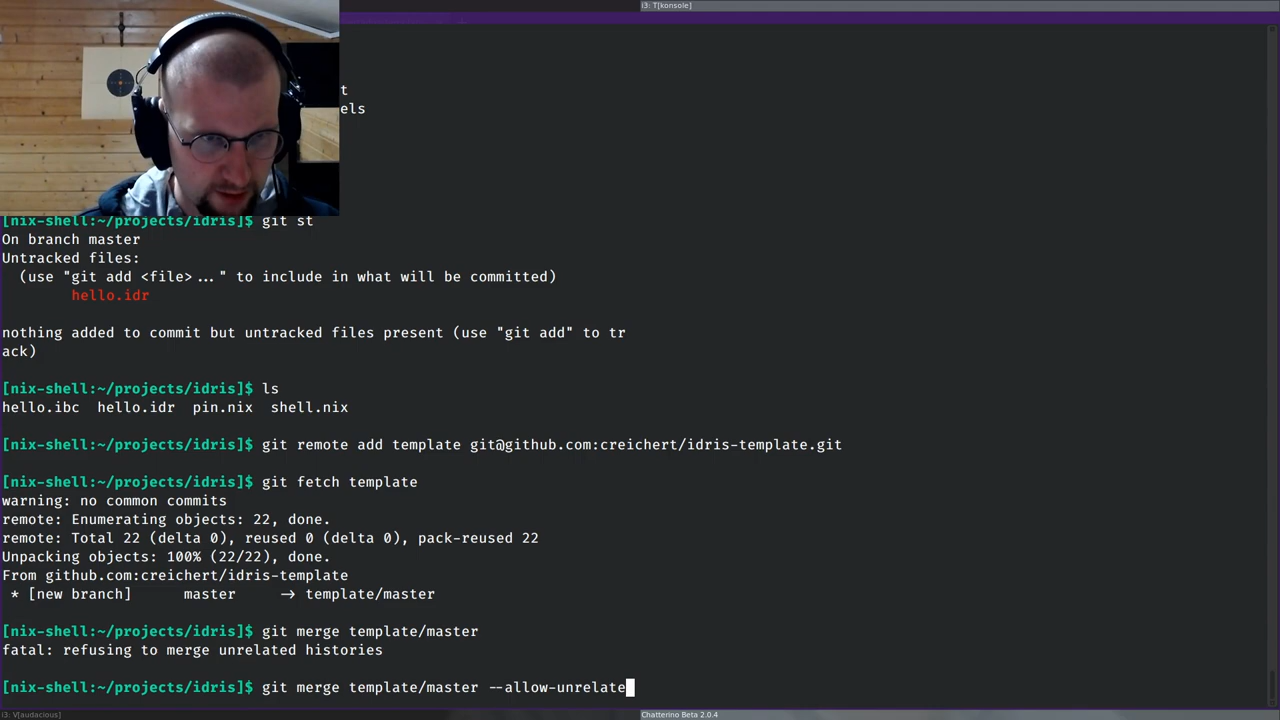 i3: T[konsole]
t
els
[nix-shell:~/projects/idris]$ git st
On branch master
Untracked files:
(use "git add <file>..." to include in what will be committed)
hello.idr
nothing added to commit but untracked files present (use "git add" to tr
ack)
[nix-shell:~/projects/idris]$ ls
hello.ibc hello.idr pin.nix shell.nix
[nix-shell:~/projects/idris]$ git remote add template git@github.com:creichert/idris-template.git
[nix-shell:~/projects/idris]$ git fetch template
warning: no common commits
remote: Enumerating objects: 22, done.
remote: Total 22 (delta 0), reused 0 (delta 0), pack-reused 22
Unpacking objects: 100% (22/22), done.
From github.com:creichert/idris-template
* [new branch] master -> template/master
[nix-shell:~/projects/idris]$ git merge template/master
fatal: refusing to merge unrelated histories
[nix-shell:~/projects/idris]$ git merge template/master --allow-unrelate
i3: V[audacious]
Chatterino Beta 2.0.4